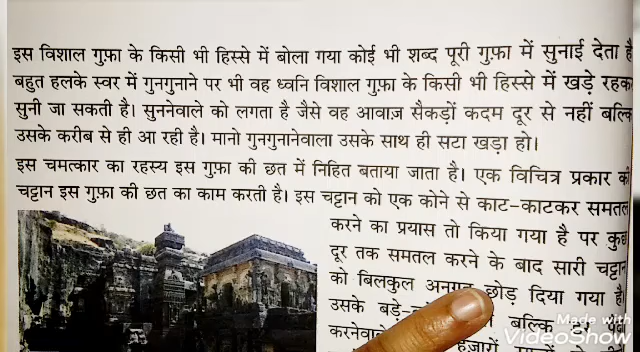 इस विशाल गुफ़ा के किसी भी हिस्से में बोला गया कोई भी शब्द पूरी गुफ़ा में सुनाई देता है
बहुत हलके स्वर में गुनगुनाने पर भी वह ध्वनि विशाल गुफ़ा के किसी भी हिस्से में खड़े रहक
सुनी जा सकती है। सुननेवाले को लगता है जैसे वह आवाज़ सैकड़ों कदम दूर से नहीं बल्कि
उसके करीब से ही आ रही है। मानो गुनगुनानेवाला उसके साथ ही सटा खड़ा हो।
इस चमत्कार का रहस्य इस गुफ़ा की छत में निहित बताया जाता है। एक विचित्र प्रकार की
चट्टान इस गुफ़ा की छत का काम करती है। इस चट्टान को एक कोने से काट-काटकर समतल
करने का प्रयास तो किया गया है पर कुछ
दूर तक समतल करने के बाद सारी चट्टान
को बिलकुल छोड़ दिया गया है।
उसके बड़े- बल्कि
करनेवाले हज़ारों
Made with
VideoShow